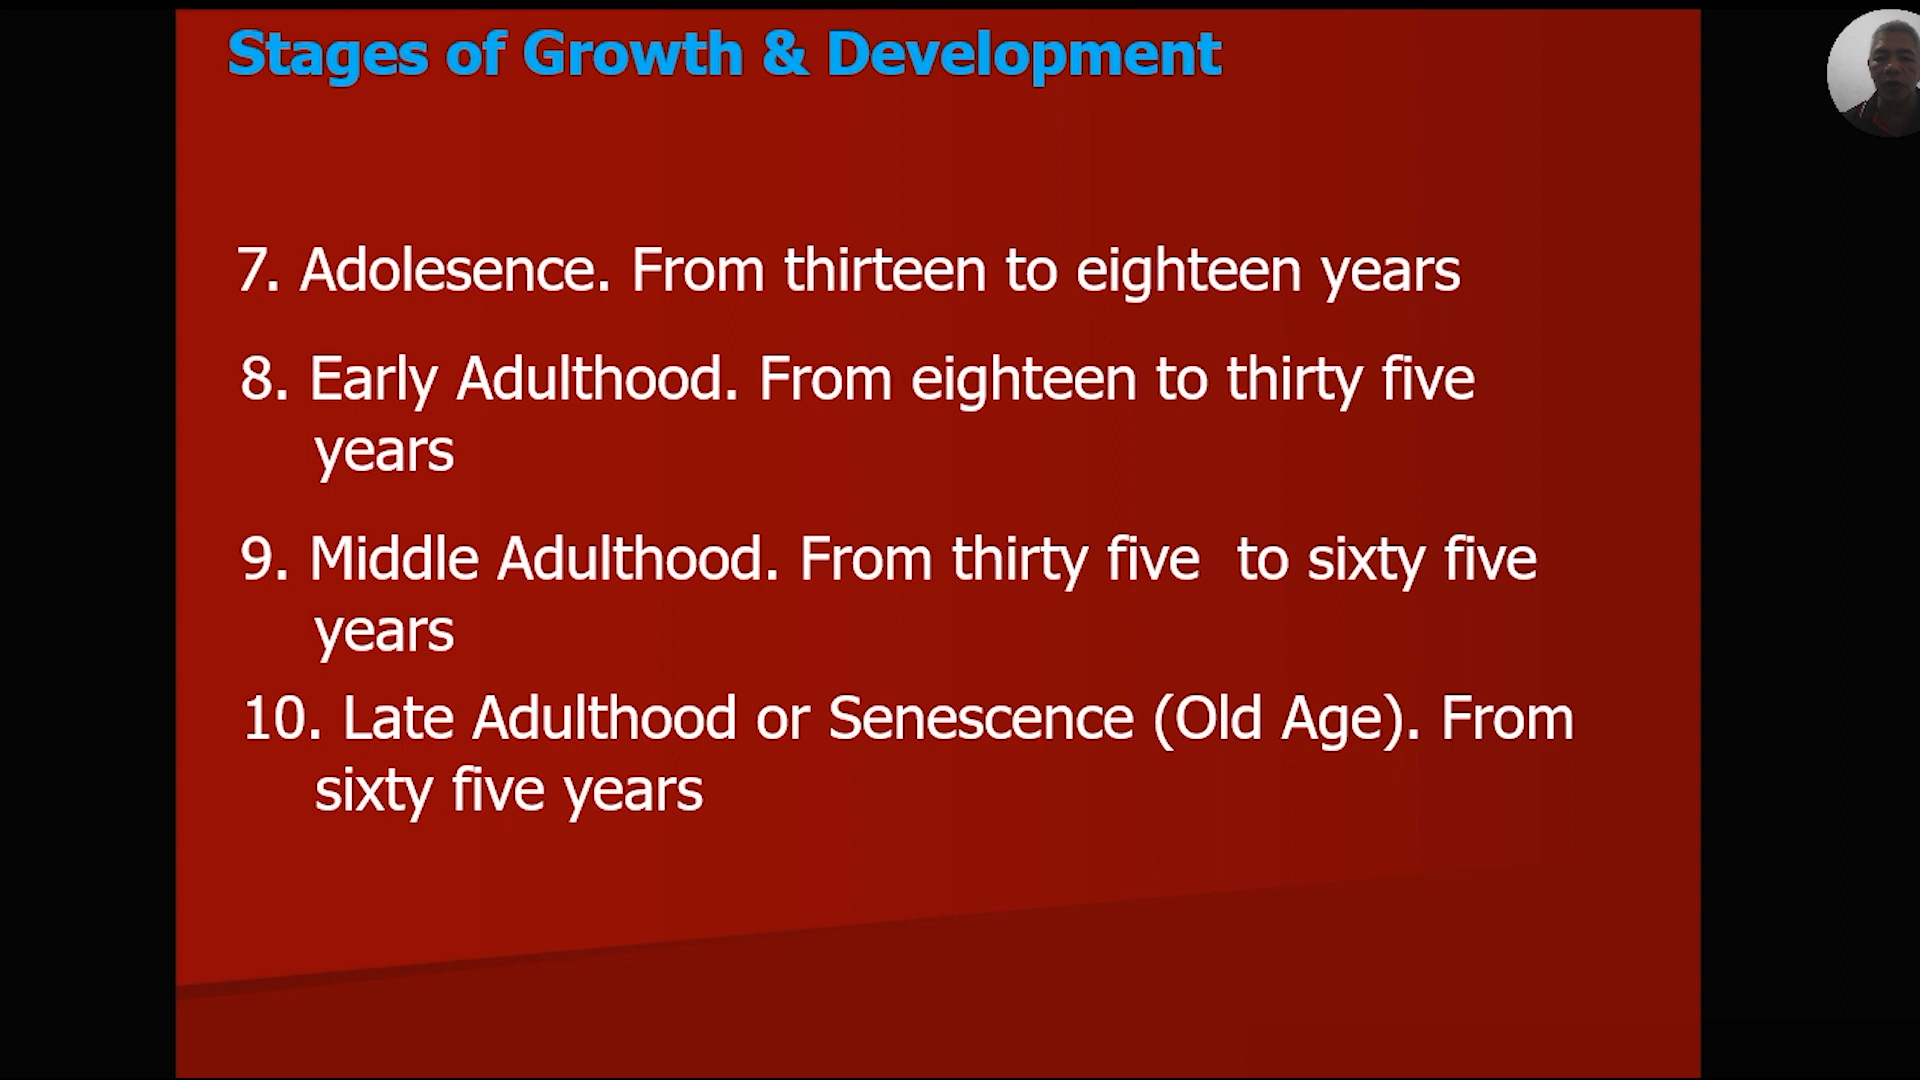 Stages of Growth & Development
7. Adolesence. From thirteen to eighteen years
8. Early Adulthood. From eighteen to thirty five
years
9. Middle Adulthood. From thirty five  to sixty five
years
10. Late Adulthood or Senescence (Old Age). From
sixty five years